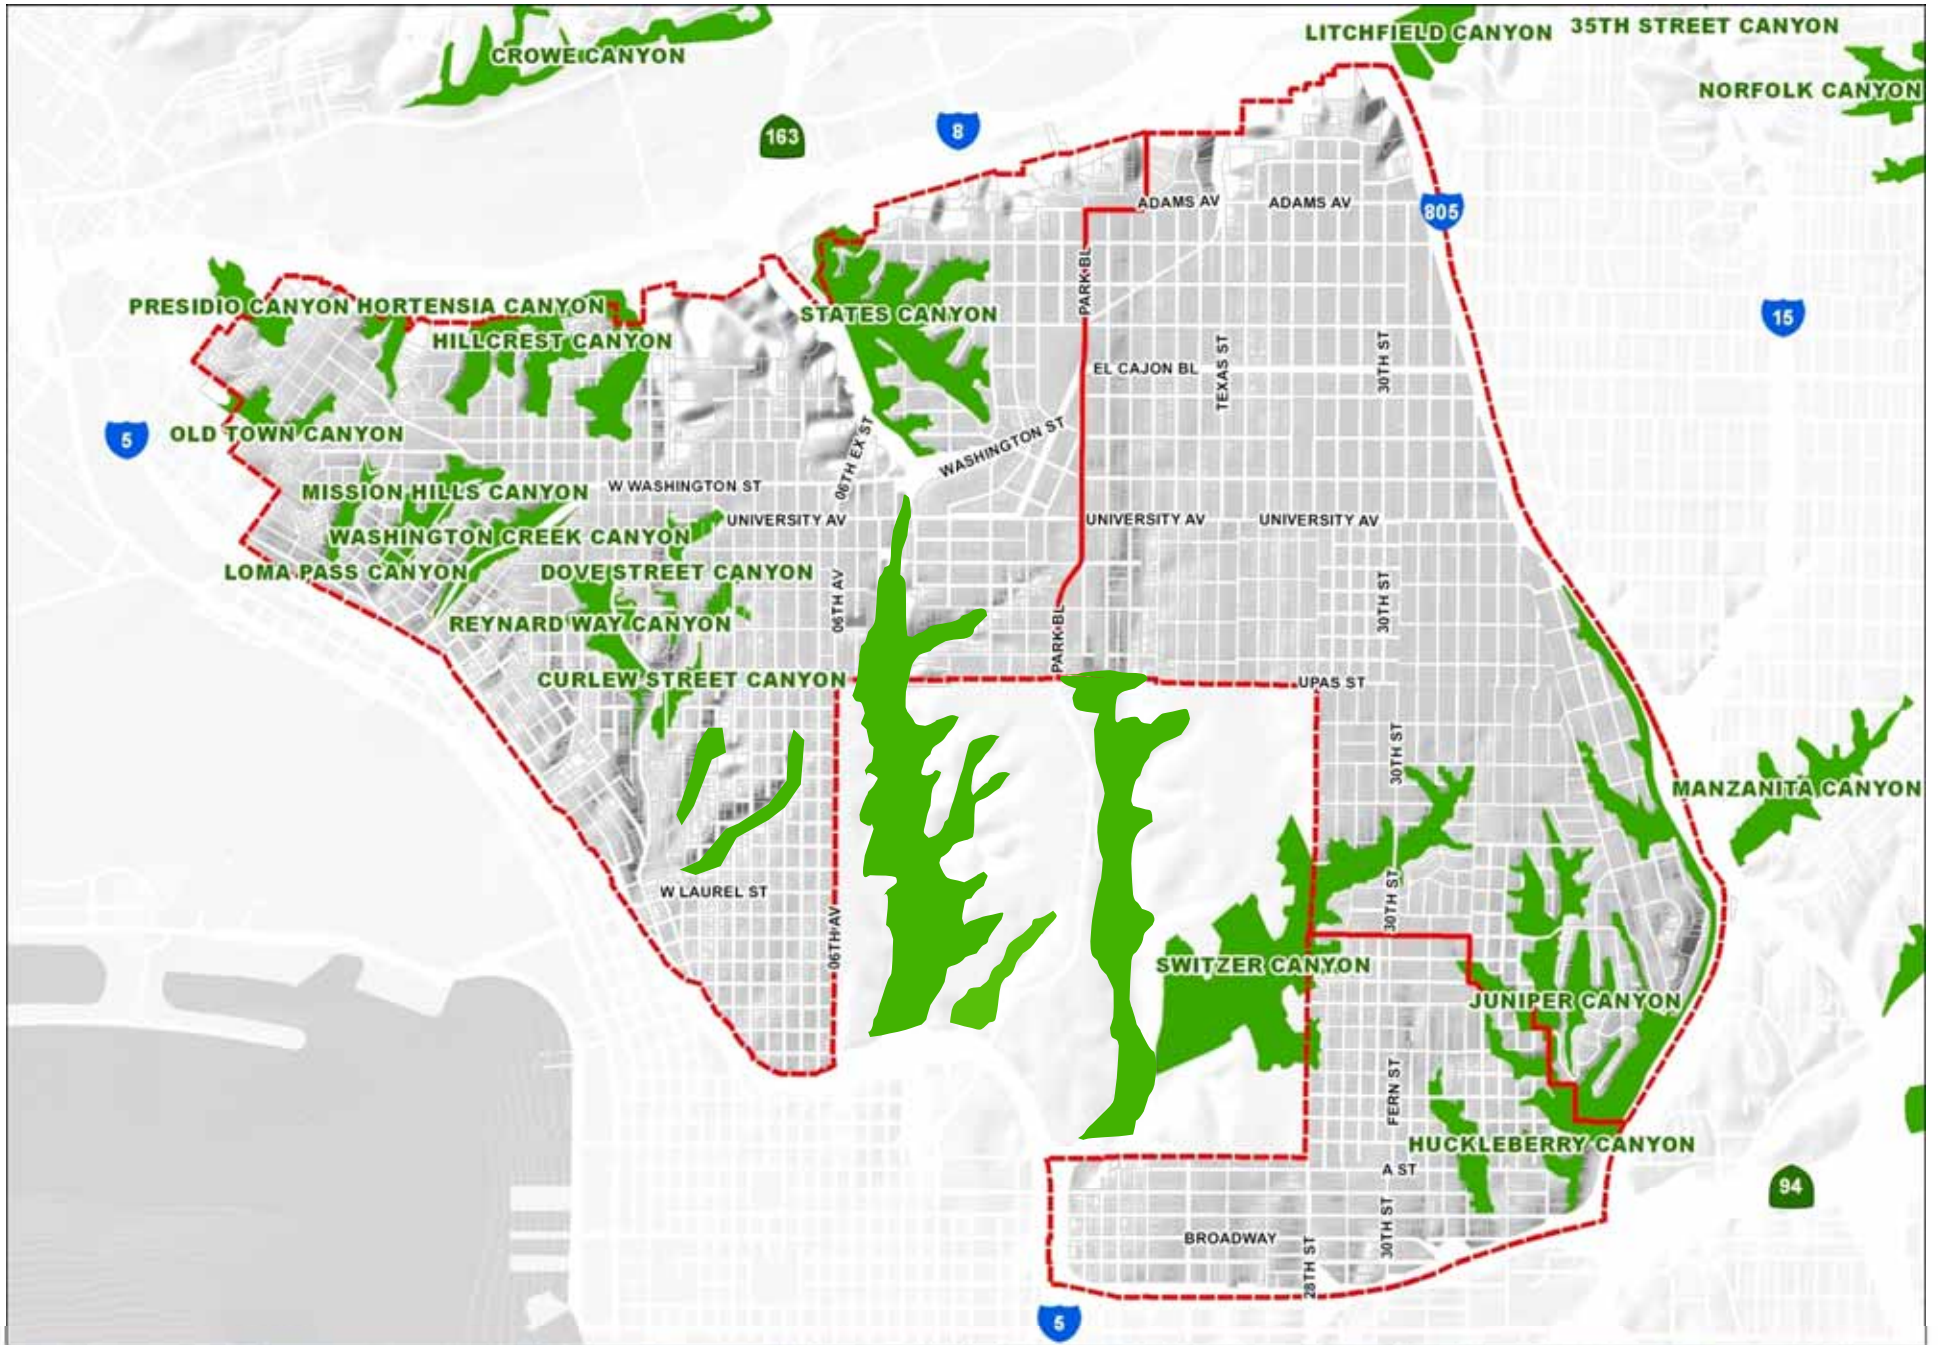 LITCHFIELD CANYON
35TH STREET CANYON
CROWE CANYON
NORFOLK CANYON
163
8
ADAMS AV
ADAMS AV
805
PARK BL
PRESIDIO CANYON
HORTENSIA CANYON
STATES CANYON
15
HILLCREST CANYON
EL CAJON BL
TEXAS ST
30TH ST
5
OLD TOWN CANYON
06TH EX ST
WASHINGTON ST
MISSION HILLS CANYON
W WASHINGTON ST
UNIVERSITY AV
UNIVERSITY AV
UNIVERSITY AV
WASHINGTON CREEK CANYON
LOMA PASS CANYON
DOVE STREET CANYON
06TH AV
30TH ST
REYNARD WAY CANYON
PARK BL
CURLEW STREET CANYON
UPAS ST
30TH ST
MANZANITA CANYON
W LAUREL ST
30TH ST
06TH AV
SWITZER CANYON
JUNIPER CANYON
FERN ST
HUCKLEBERRY CANYON
A ST
94
30TH ST
BROADWAY
28TH ST
5